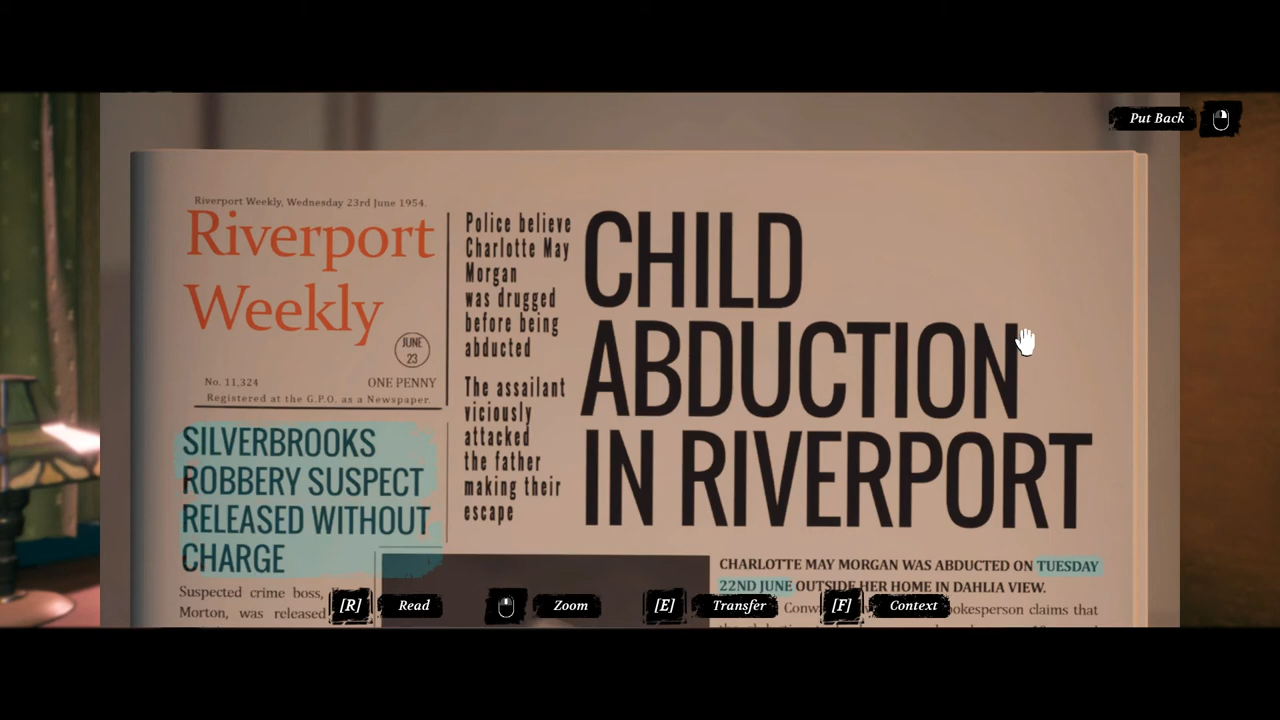 Put Back
Riverport Weekly, Wednesday 23rd June 1954.
Riverport
Weekly
JUNE
23
No. 11,324
ONE PENNY
Registered at the G.P.O. as a Newspaper.
SILVERBROOKS
ROBBERY SUSPECT
RELEASED WITHOUT
CHARGE
Suspected crime boss,
Morton, was released
Police believe
Charlotte May
Morgan
was drugged
before being
abducted
The assailant
viciously
attacked
the father
making their
escape
CHILD
ABDUCTION
IN RIVERPORT
CHARLOTTE MAY MORGAN WAS ABDUCTED ON TUESDAY
22ND JUNE OUTSIDE HER HOME IN DAHLIA VIEW.
claims that
[R] Read
Zoom
[E] Transfer
[F] Context